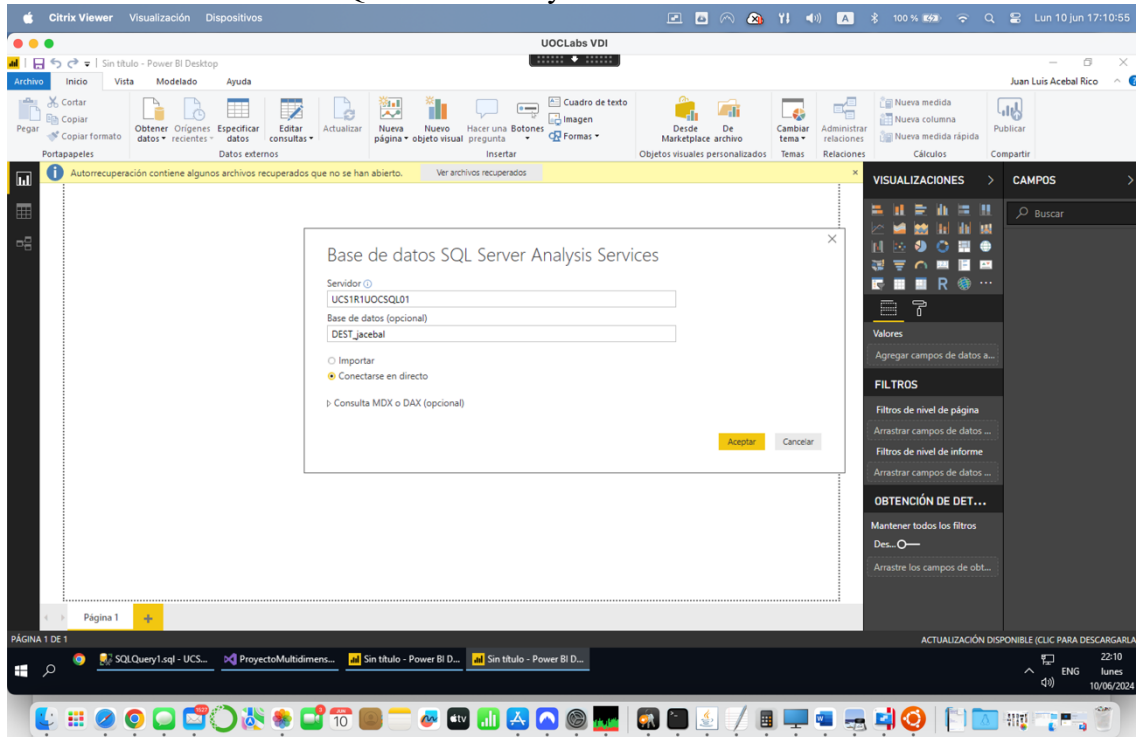 Citrix Viewer Visualización Dispositivos A 100 % Lun 10 jun 17:10:55
UOCLabs VDI
Sin título - Power BI Desktop
Archivo Inicio Vista Modelado Ayuda Juan Luis Acebal Rico
Pegar
Cortar
Copiar
Copiar formato
Portapapeles
Obtener datos
Orígenes recientes
Especificar datos
Editar consultas
Datos externos
Actualizar
Nueva página
Nuevo objeto visual
Hacer una pregunta
Botones
Cuadro de texto
Imagen
Formas
Insertar
Desde Marketplace
De archivo
Objetos visuales personalizados
Cambiar tema
Temas
Administrar relaciones
Relaciones
Nueva medida
Nueva columna
Nueva medida rápida
Cálculos
Publicar
Compartir
Autorrecuperación contiene algunos archivos recuperados que no se han abierto. Ver archivos recuperados
Base de datos SQL Server Analysis Services
Servidor
UCS1R1UOCSQL01
Base de datos (opcional)
DEST_jacebal
Importar
Conectarse en directo
Consulta MDX o DAX (opcional)
Aceptar Cancelar
VISUALIZACIONES
R
Valores
Agregar campos de datos a...
FILTROS
Filtros de nivel de página
Arrastrar campos de datos ...
Filtros de nivel de informe
Arrastrar campos de datos ...
OBTENCIÓN DE DET...
Mantener todos los filtros
Des...
Arrastre los campos de obt...
CAMPOS
Buscar
Página 1
PÁGINA 1 DE 1 ACTUALIZACIÓN DISPONIBLE (CLIC PARA DESCARGARLA
SQLQuery1.sql - UCS... ProyectoMultidimens... Sin título - Power BI D... Sin título - Power BI D...
ENG
22:10
lunes
10/06/2024